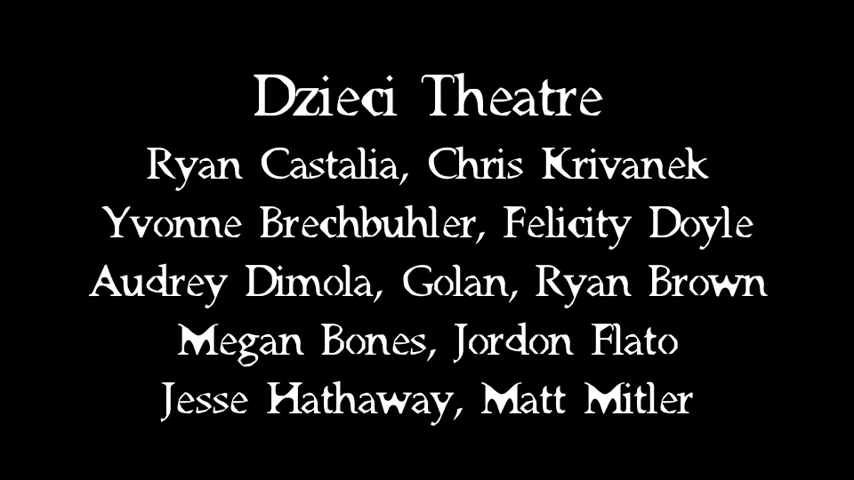 Dzieci Theatre
Ryan Castalia, Chris Krivanek
Yvonne Brechbuhler, Felicity Doyle
Audrey Dimola, Golan, Ryan Brown
Megan Bones, Jordon Flato
Jesse Hathaway, Matt Mitler